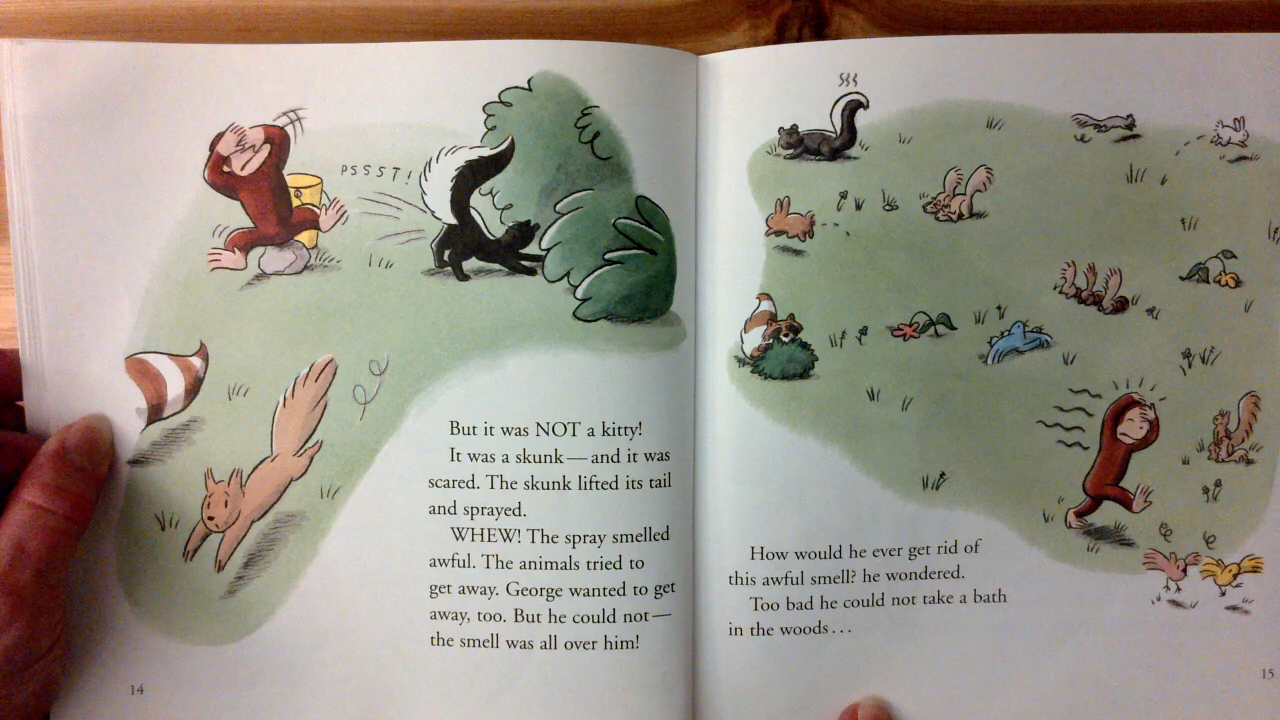 PSSST!
But it was NOT a kitty!
It was a skunk—and it was
scared. The skunk lifted its tail
and sprayed.
WHEW! The spray smelled
awful. The animals tried to
get away. George wanted to get
away, too. But he could not—
the smell was all over him!
14
How would he ever get rid of
this awful smell? he wondered.
Too bad he could not take a bath
in the woods...
15